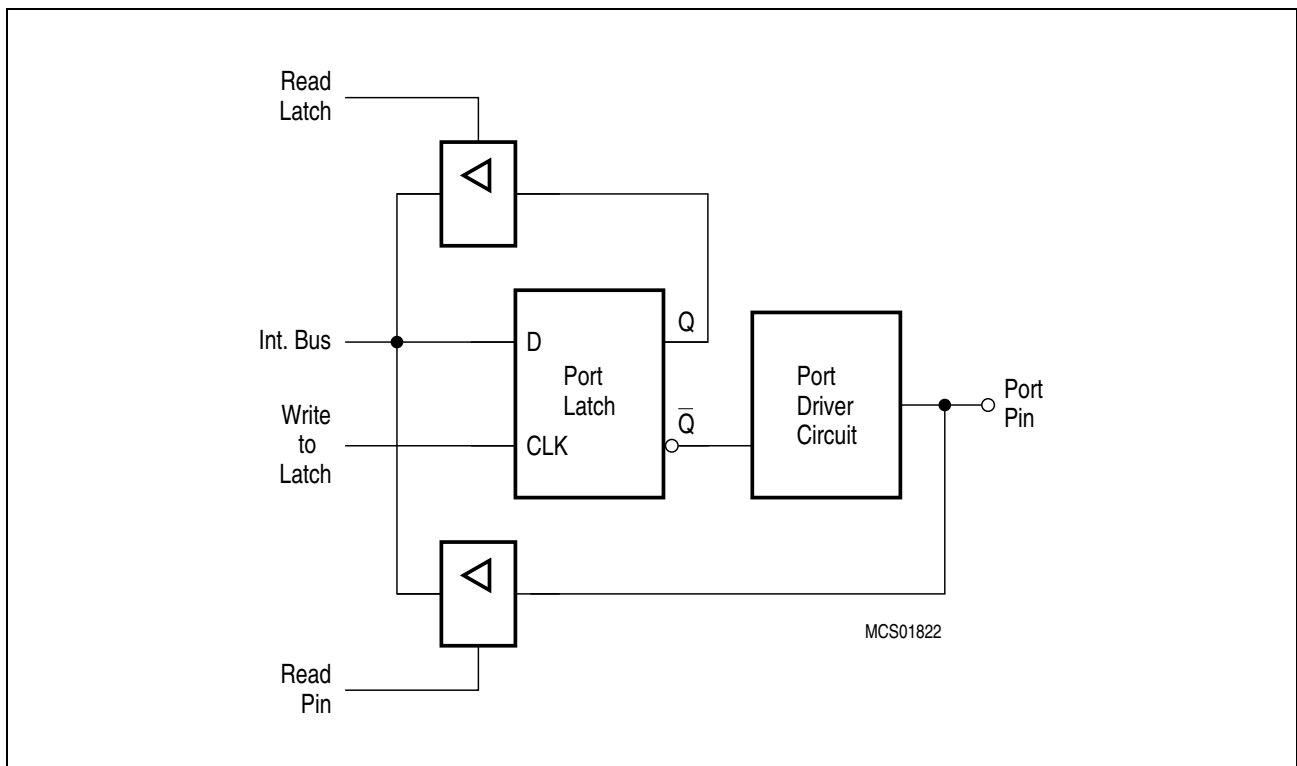 Read
Latch
Int. Bus
Write
to
Latch
Read
Pin
D
CLK
Port
Latch
Q
Q̅
Port
Driver
Circuit
Port
Pin
MCS01822